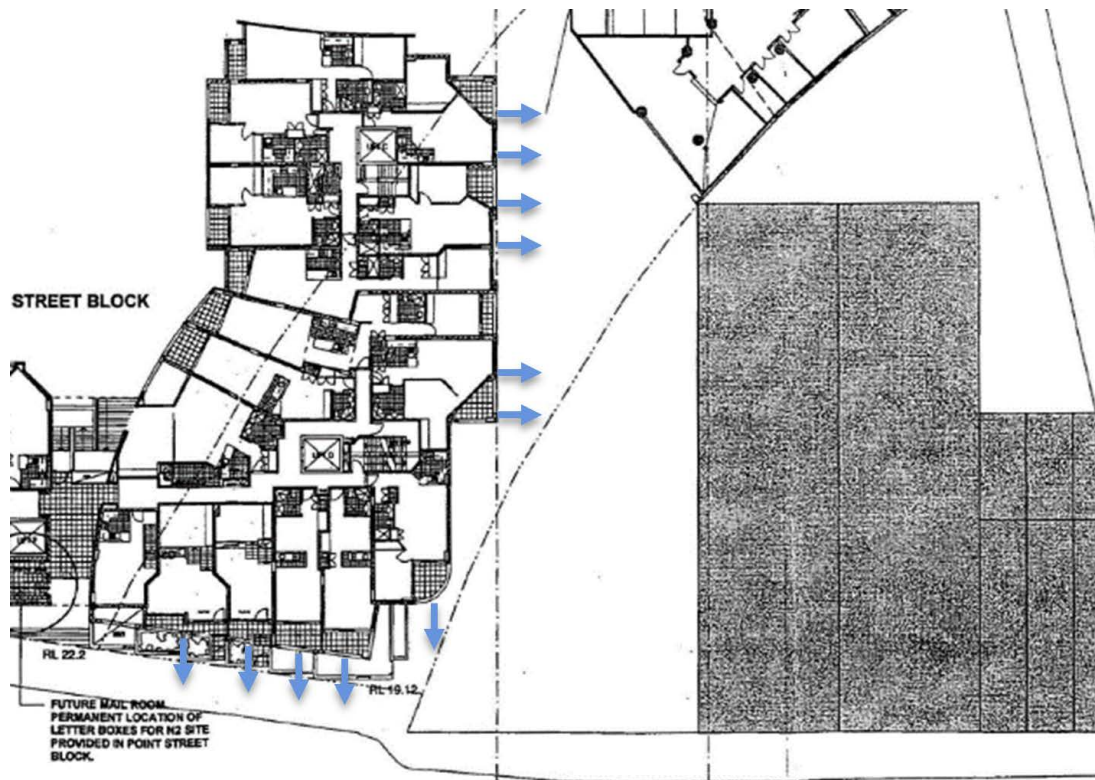 STREET BLOCK
RL 22.2
RL 19.12
FUTURE MAIL ROOM
PERMANENT LOCATION OF
LETTER BOXES FOR N2 SITE
PROVIDED IN POINT STREET
BLOCK.